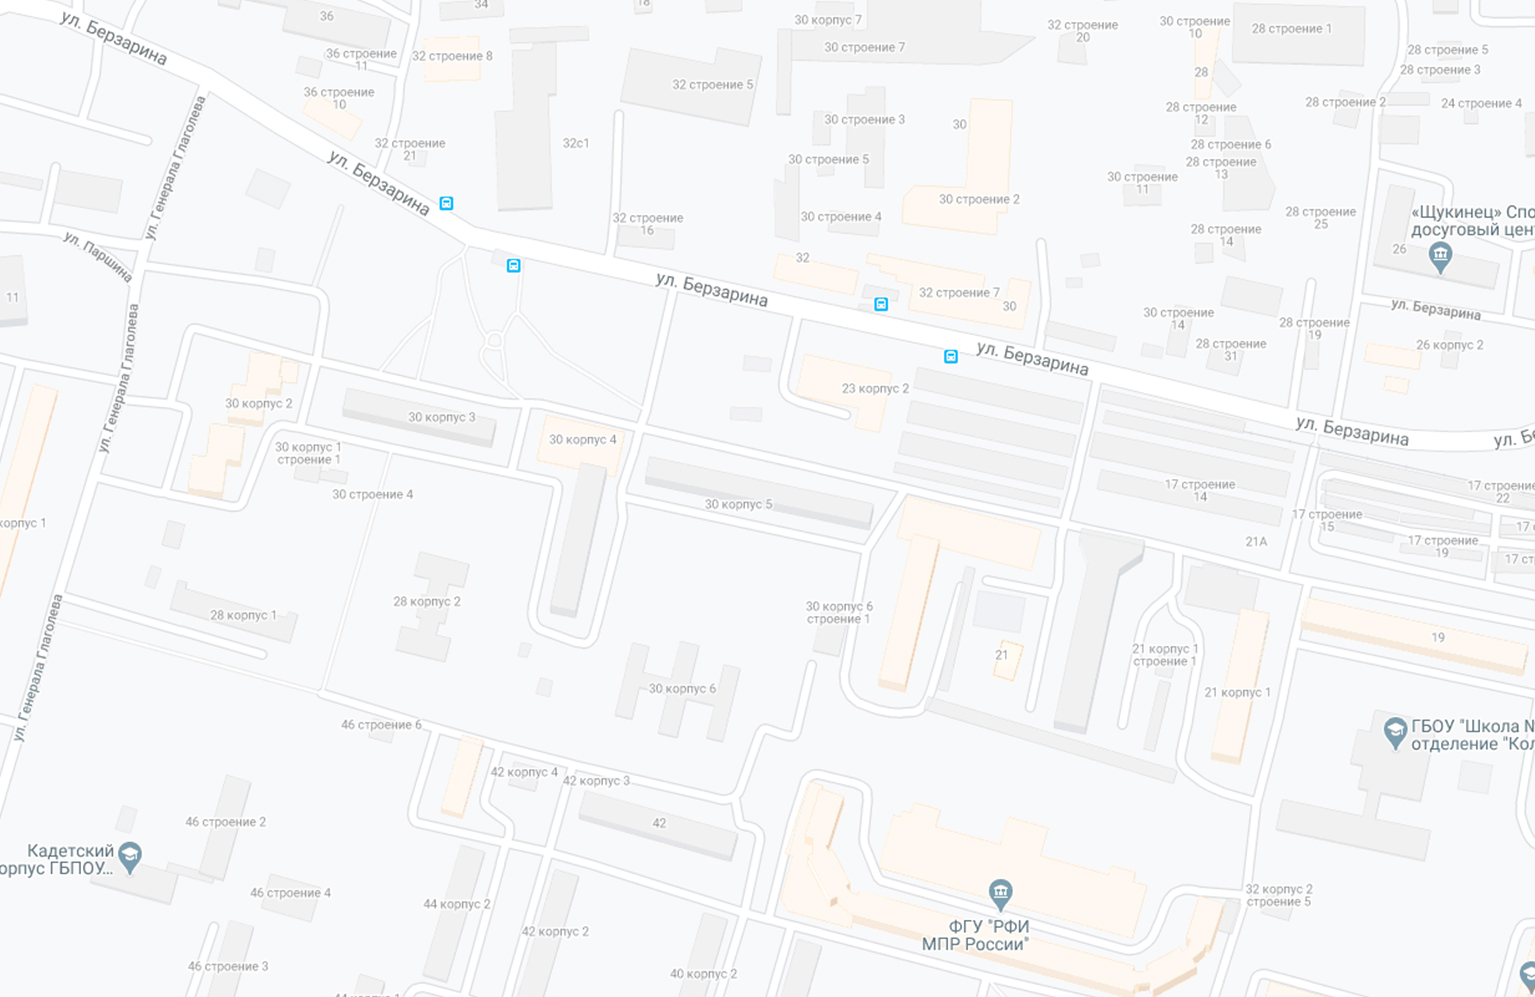 36
34
18
30 корпус 7
30 строение 7
32 строение
20
30 строение
10
28 строение 1
ул. Берзарина
36 строение
11
32 строение 8
32 строение 5
28
28 строение 5
28 строение 3
36 строение
10
28 строение
12
28 строение 2
24 строение 4
ул. Генерала Глаголева
32 строение
21
32с1
30 строение 3
30
30 строение 5
28 строение 6
28 строение
13
ул. Берзарина
30 строение
11
30 строение 2
32 строение
16
30 строение 4
28 строение
25
«Щукинец» Спо
досуговый цент
28 строение
14
26
ул. Паршина
32
ул. Берзарина
32 строение 7
30
11
ул. Берзарина
30 строение
14
28 строение
19
28 строение
31
26 корпус 2
ул. Берзарина
ул. Генерала Глаголева
23 корпус 2
30 корпус 2
30 корпус 3
30 корпус 4
ул. Берзарина
ул. Бе
30 корпус 1
строение 1
30 строение 4
30 корпус 5
17 строение
14
17 строение
22
корпус 1
17 строение
15
21А
17 строение
19
17 с
17 ст
28 корпус 1
28 корпус 2
30 корпус 6
строение 1
ул. Генерала Глаголева
21
21 корпус 1
строение 1
19
30 корпус 6
21 корпус 1
46 строение 6
ГБОУ "Школа N
отделение "Кол
42 корпус 4
42 корпус 3
46 строение 2
42
Кадетский
орпус ГБПОУ...
46 строение 4
44 корпус 2
32 корпус 2
строение 5
42 корпус 2
ФГУ "РФИ
МПР России"
46 строение 3
40 корпус 2
44 корпус 1